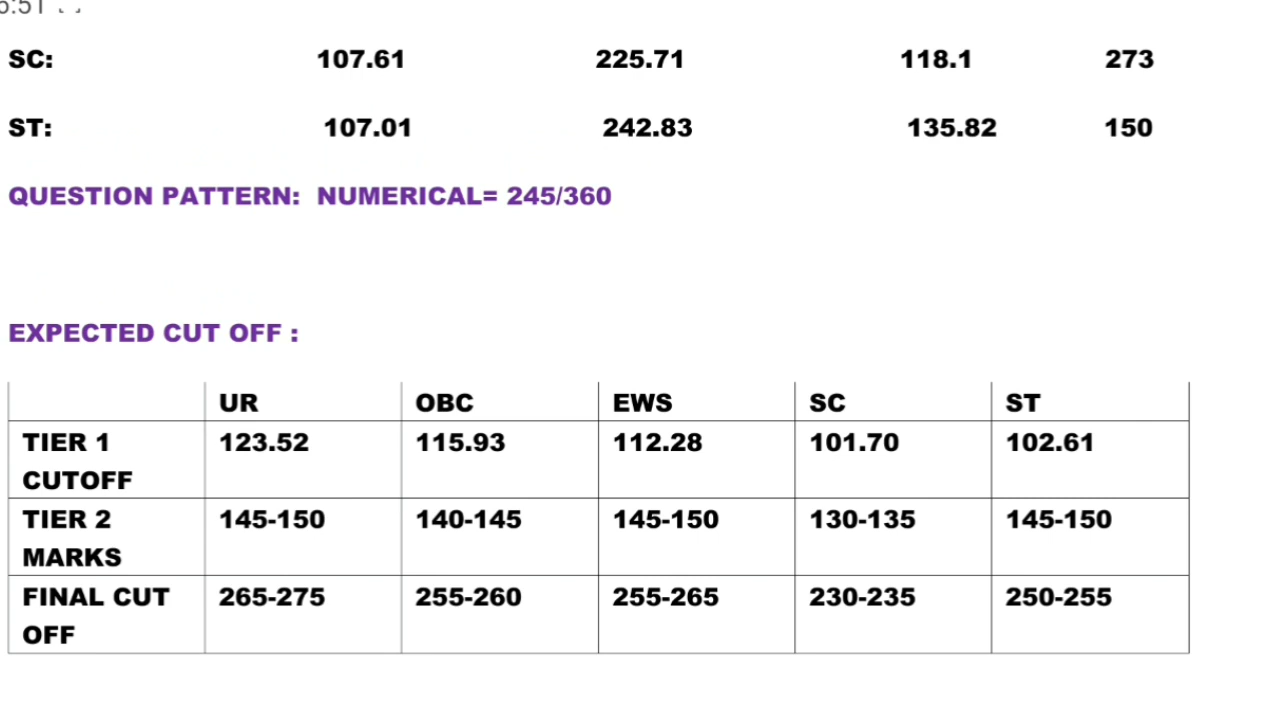 SC: 107.61 225.71 118.1 273
ST: 107.01 242.83 135.82 150
QUESTION PATTERN: NUMERICAL= 245/360
EXPECTED CUT OFF :
UR OBC EWS SC ST
TIER 1 CUTOFF 123.52 115.93 112.28 101.70 102.61
TIER 2 MARKS 145-150 140-145 145-150 130-135 145-150
FINAL CUT OFF 265-275 255-260 255-265 230-235 250-255